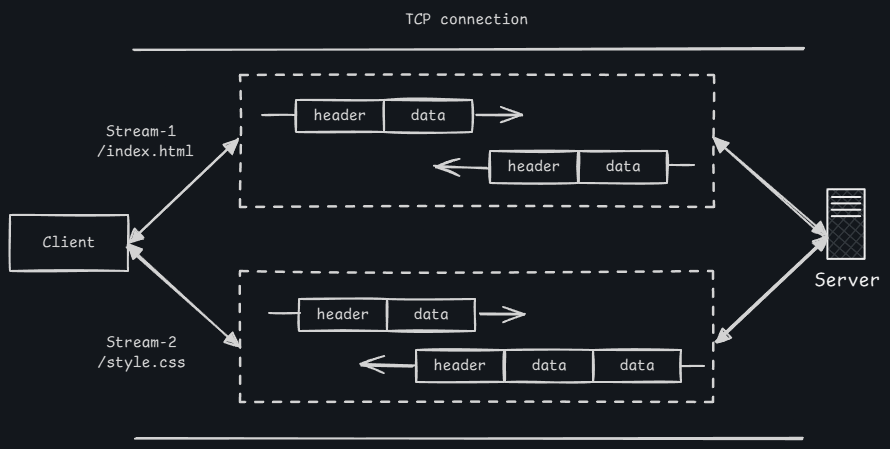 TCP connection
Stream-1
/index.html
header data
header data
Client
Server
Stream-2
/style.css
header data
header data data